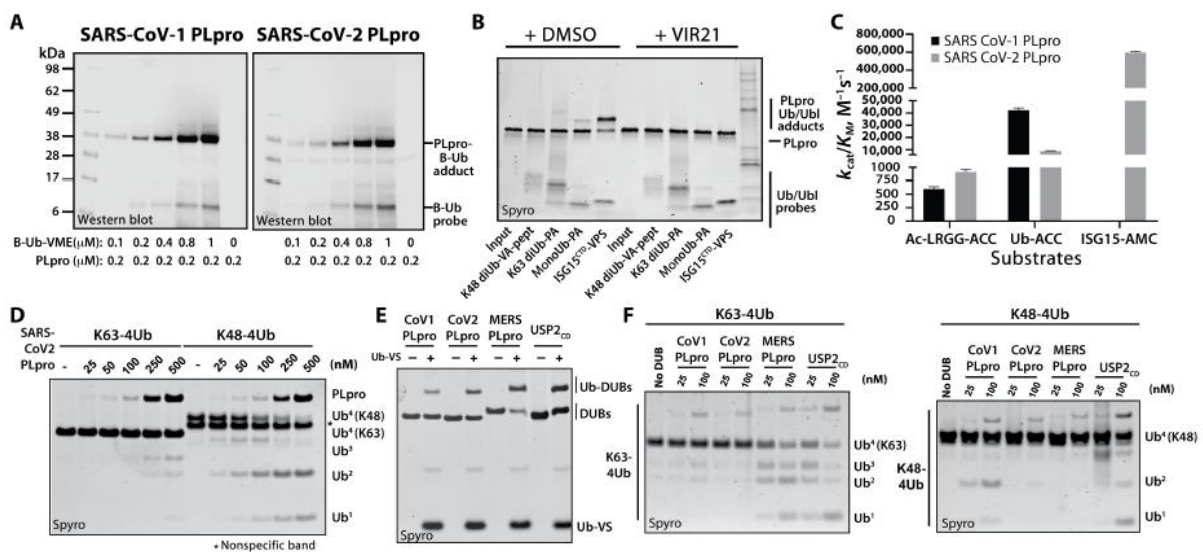 A
SARS-CoV-1 PLpro SARS-CoV-2 PLpro
kDa
98
62
49
38
28
17
6
Western blot
Western blot
PLpro-
B-Ub
adduct
B-Ub
probe
B-Ub-VME(μM): 0.1 0.2 0.4 0.8 1 0 0.1 0.2 0.4 0.8 1 0
PLpro (μM): 0.2 0.2 0.2 0.2 0.2 0.2 0.2 0.2 0.2 0.2 0.2 0.2
B
+ DMSO + VIR21
PLpro
Ub/Ubl
adducts
PLpro
Ub/Ubl
probes
Spyro
Input
K48 diUb-VA-pept
K63 diUb-PA
MonoUb-PA
ISG15CTD-VPS
Input
K48 diUb-VA-pept
K63 diUb-PA
MonoUb-PA
ISG15CTD-VPS
C
SARS CoV-1 PLpro
SARS CoV-2 PLpro
kcat/KM, M−1s−1
800,000
600,000
400,000
200,000
50,000
40,000
30,000
20,000
10,000
1000
750
500
250
0
Ac-LRGG-ACC Ub-ACC ISG15-AMC
Substrates
D
SARS-
CoV2
PLpro
K63-4Ub K48-4Ub
- 25 50 100 250 500 - 25 50 100 250 500 (nM)
PLpro
Ub4 (K48)
*
Ub4 (K63)
Ub3
Ub2
Ub1
Spyro
* Nonspecific band
E
CoV1
PLpro
CoV2
PLpro
MERS
PLpro
USP2CD
Ub-VS − + − + − + − +
Ub-DUBs
DUBs
Ub-VS
Spyro
F
K63-4Ub
No DUB
CoV1
PLpro
CoV2
PLpro
MERS
PLpro
USP2CD
25 100 25 100 25 100 25 100 (nM)
K63-
4Ub
Ub4 (K63)
Ub3
Ub2
Ub1
Spyro
K48-4Ub
No DUB
CoV1
PLpro
CoV2
PLpro
MERS
PLpro
USP2CD
25 100 25 100 25 100 25 100 (nM)
K48-
4Ub
Ub4 (K48)
Ub2
Ub1
Spyro